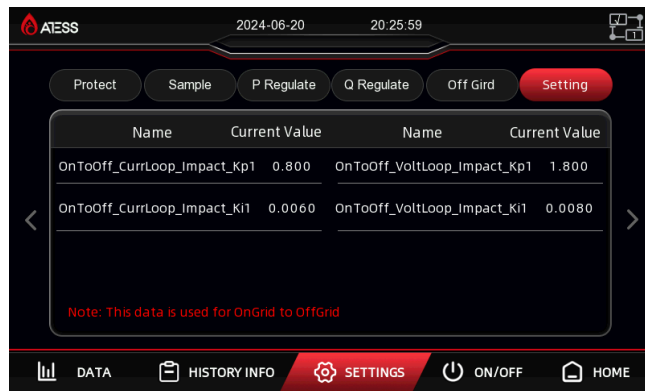 ATESS 2024-06-20 20:25:59
1
Protect Sample P Regulate Q Regulate Off Gird Setting
Name Current Value Name Current Value
OnToOff_CurrLoop_Impact_Kp1 0.800 OnToOff_VoltLoop_Impact_Kp1 1.800
OnToOff_CurrLoop_Impact_Ki1 0.0060 OnToOff_VoltLoop_Impact_Ki1 0.0080
Note: This data is used for OnGrid to OffGrid
DATA HISTORY INFO SETTINGS ON/OFF HOME